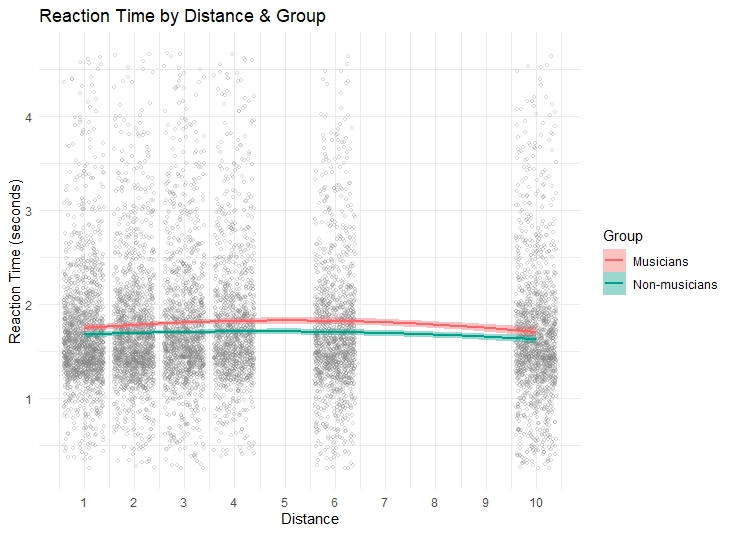 Reaction Time by Distance & Group
Reaction Time (seconds)
4
3
2
1
1 2 3 4 5 6 7 8 9 10
Distance
Group
Musicians
Non-musicians